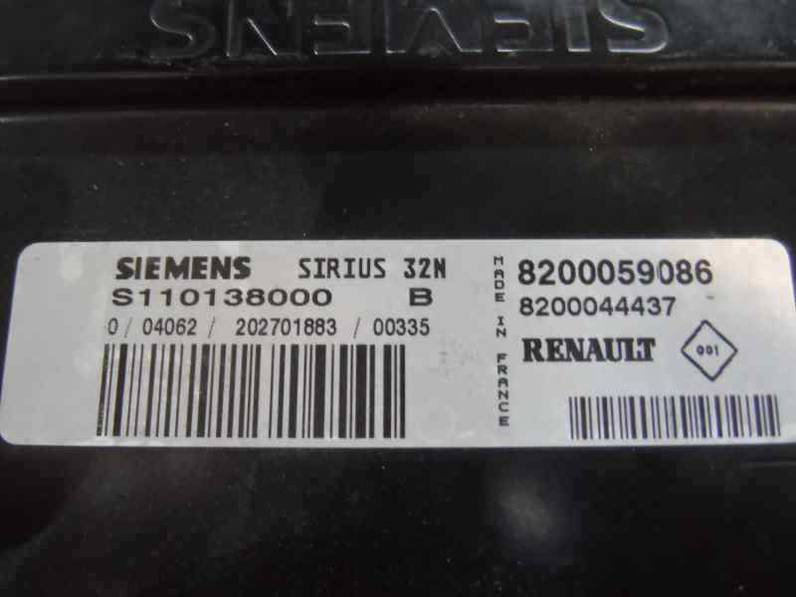 SIEMENS
SIEMENS SIRIUS 32N
S110138000 B
0 / 04062 / 202701883 / 00335
MADE IN FRANCE
8200059086
8200044437
RENAULT 001